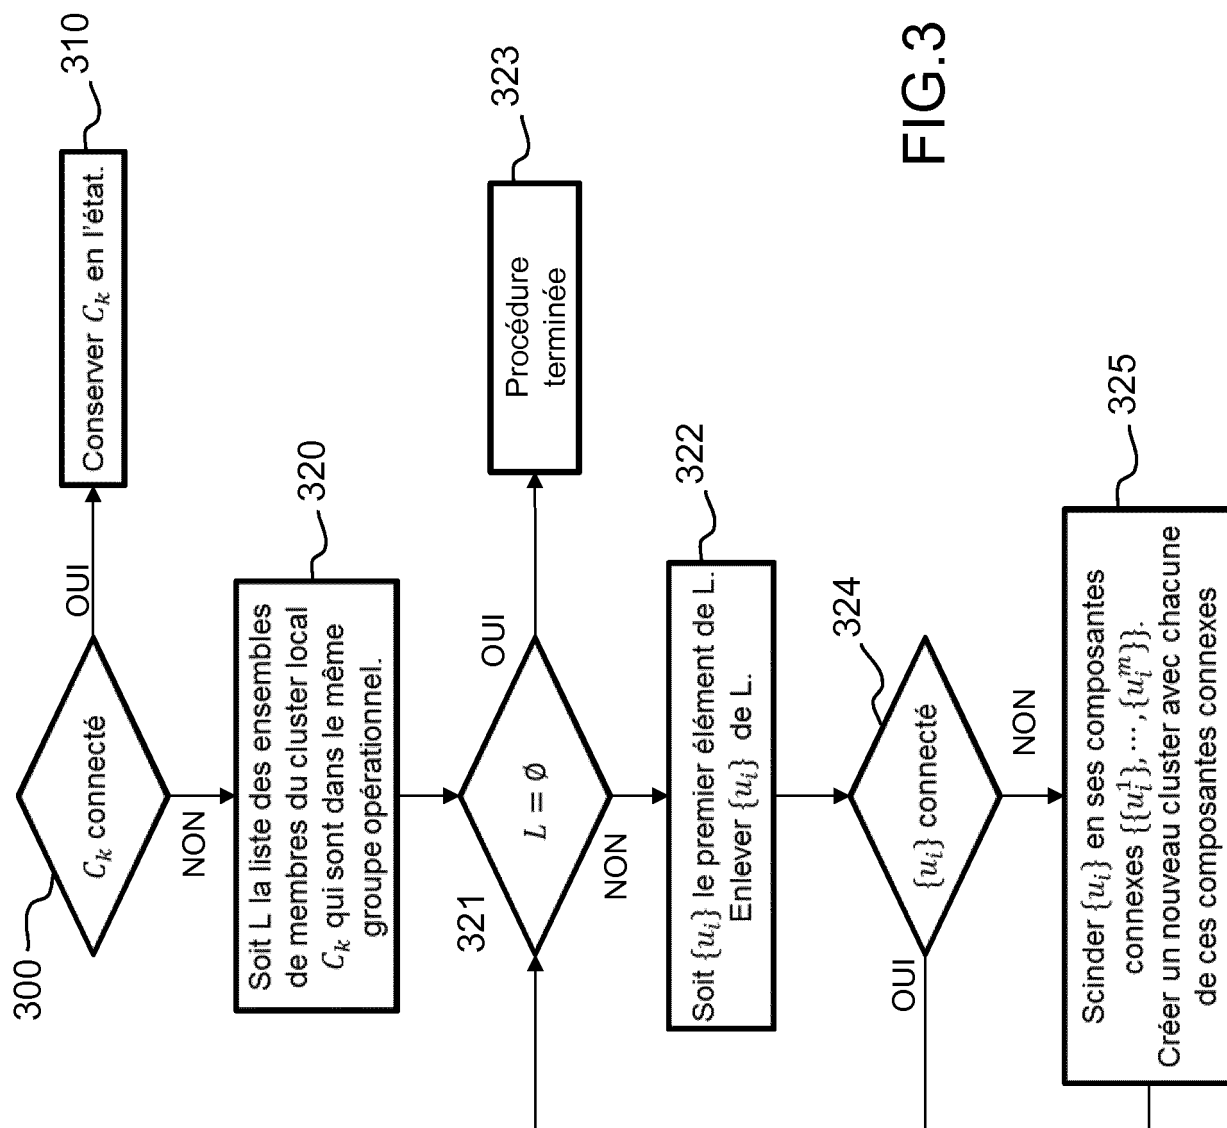 300
C_k connecté
OUI
Conserver C_k en l'état.
310
NON
Soit L la liste des ensembles
de membres du cluster local
C_k qui sont dans le même
groupe opérationnel.
320
321
L = ∅
OUI
Procédure
terminée
323
NON
Soit {u_i} le premier élément de L.
Enlever {u_i} de L.
322
324
{u_i} connecté
OUI
NON
Scinder {u_i} en ses composantes
connexes {{u_i^1}, ⋯, {u_i^m}}.
Créer un nouveau cluster avec chacune
de ces composantes connexes
325
FIG.3